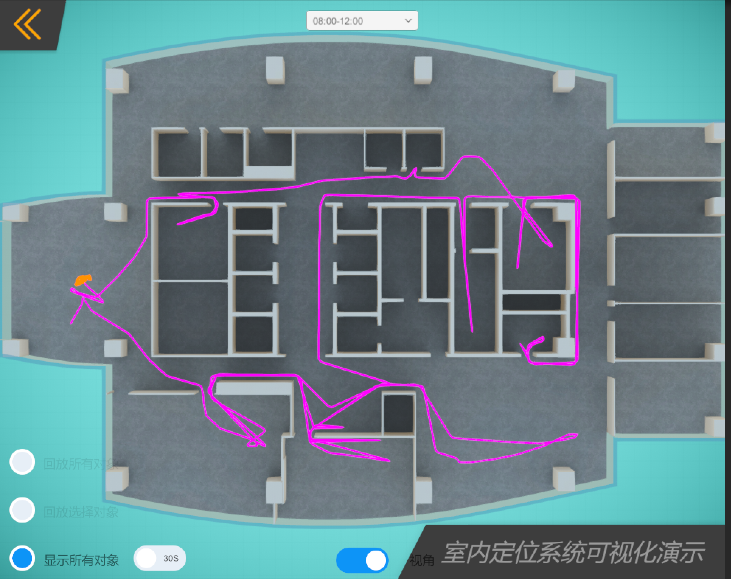 08:00-12:00
回放所有对象
回放选择对象
显示所有对象
30S
视角
室内定位系统可视化演示